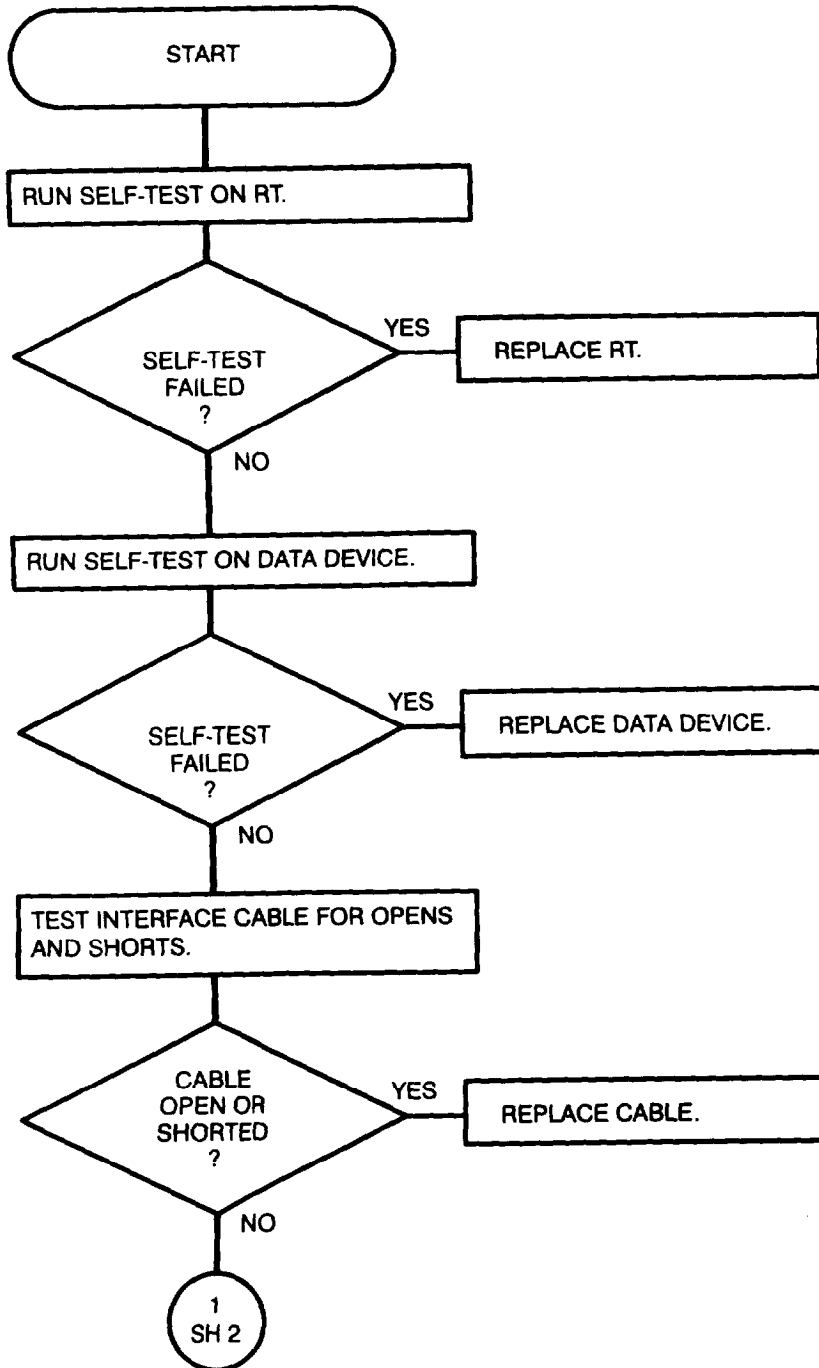 START
RUN SELF-TEST ON RT.
SELF-TEST
FAILED
?
YES
REPLACE RT.
NO
RUN SELF-TEST ON DATA DEVICE.
SELF-TEST
FAILED
?
YES
REPLACE DATA DEVICE.
NO
TEST INTERFACE CABLE FOR OPENS
AND SHORTS.
CABLE
OPEN OR
SHORTED
?
YES
REPLACE CABLE.
NO
1
SH 2